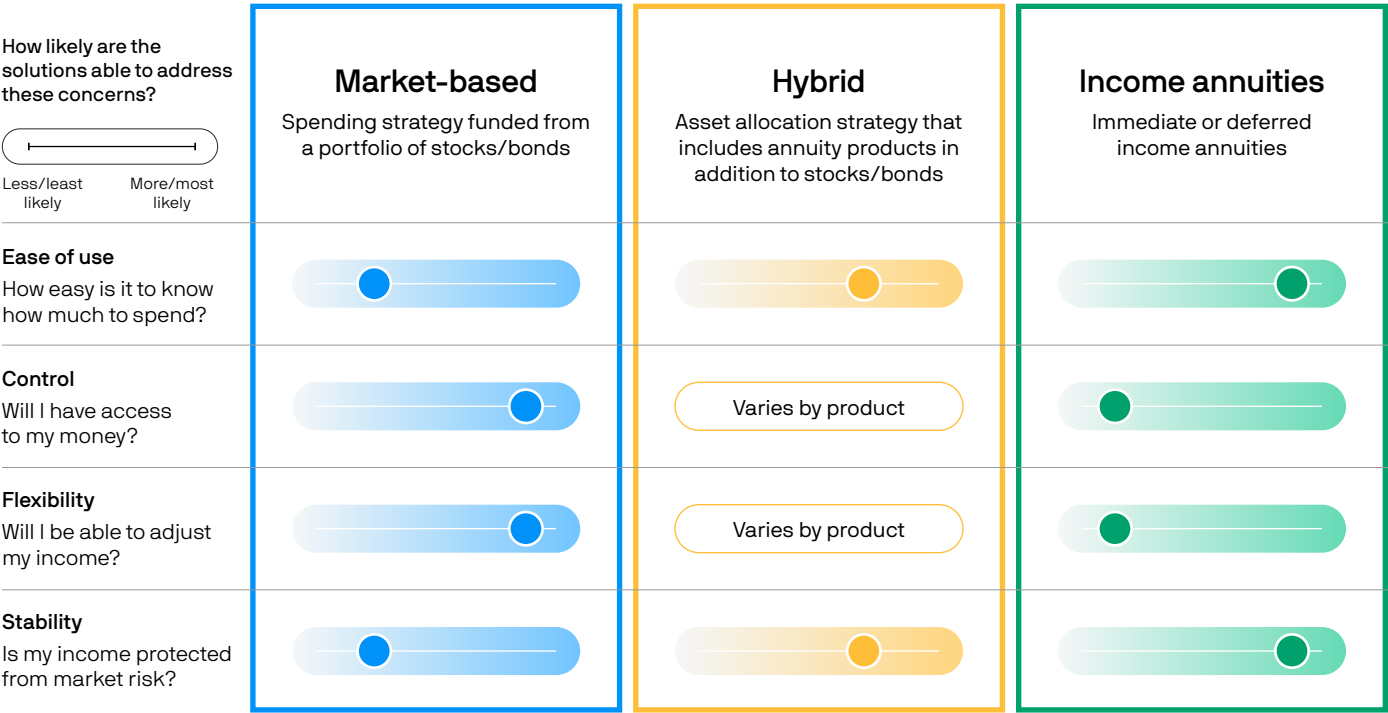 How likely are the
solutions able to address
these concerns?
Less/least
likely
More/most
likely
Market-based
Spending strategy funded from
a portfolio of stocks/bonds
Hybrid
Asset allocation strategy that
includes annuity products in
addition to stocks/bonds
Income annuities
Immediate or deferred
income annuities
Ease of use
How easy is it to know
how much to spend?
Control
Will I have access
to my money?
Varies by product
Flexibility
Will I be able to adjust
my income?
Varies by product
Stability
Is my income protected
from market risk?